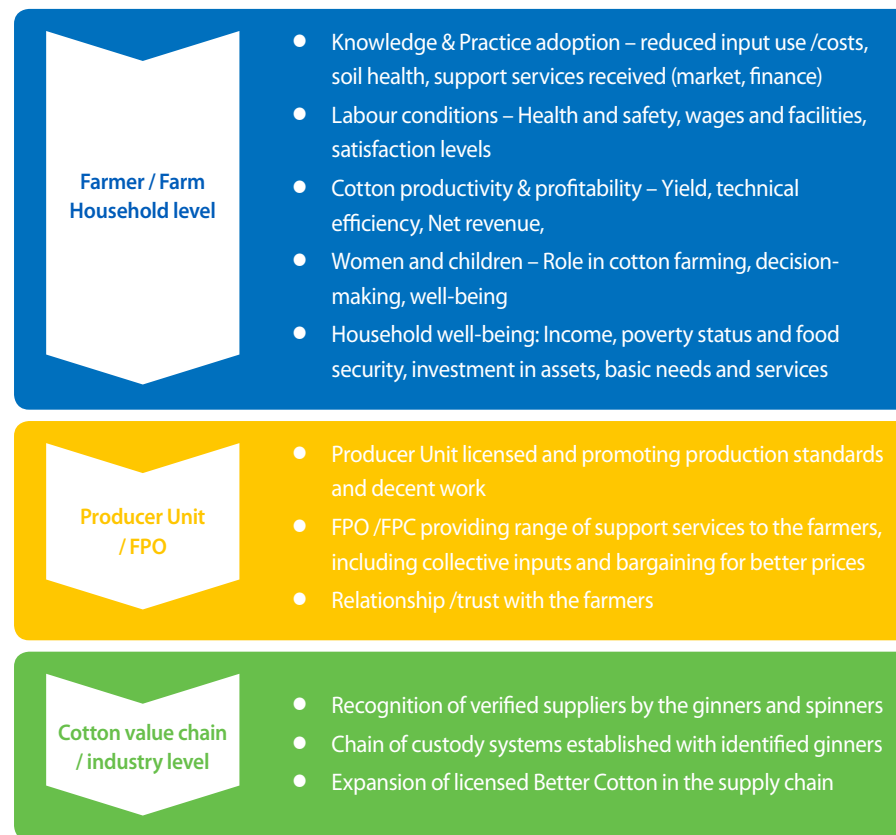 Farmer / Farm
Household level
● Knowledge & Practice adoption – reduced input use /costs,
soil health, support services received (market, finance)
● Labour conditions – Health and safety, wages and facilities,
satisfaction levels
● Cotton productivity & profitability – Yield, technical
efficiency, Net revenue,
● Women and children – Role in cotton farming, decision-
making, well-being
● Household well-being: Income, poverty status and food
security, investment in assets, basic needs and services
Producer Unit
/ FPO
● Producer Unit licensed and promoting production standards
and decent work
● FPO /FPC providing range of support services to the farmers,
including collective inputs and bargaining for better prices
● Relationship /trust with the farmers
Cotton value chain
/ industry level
● Recognition of verified suppliers by the ginners and spinners
● Chain of custody systems established with identified ginners
● Expansion of licensed Better Cotton in the supply chain